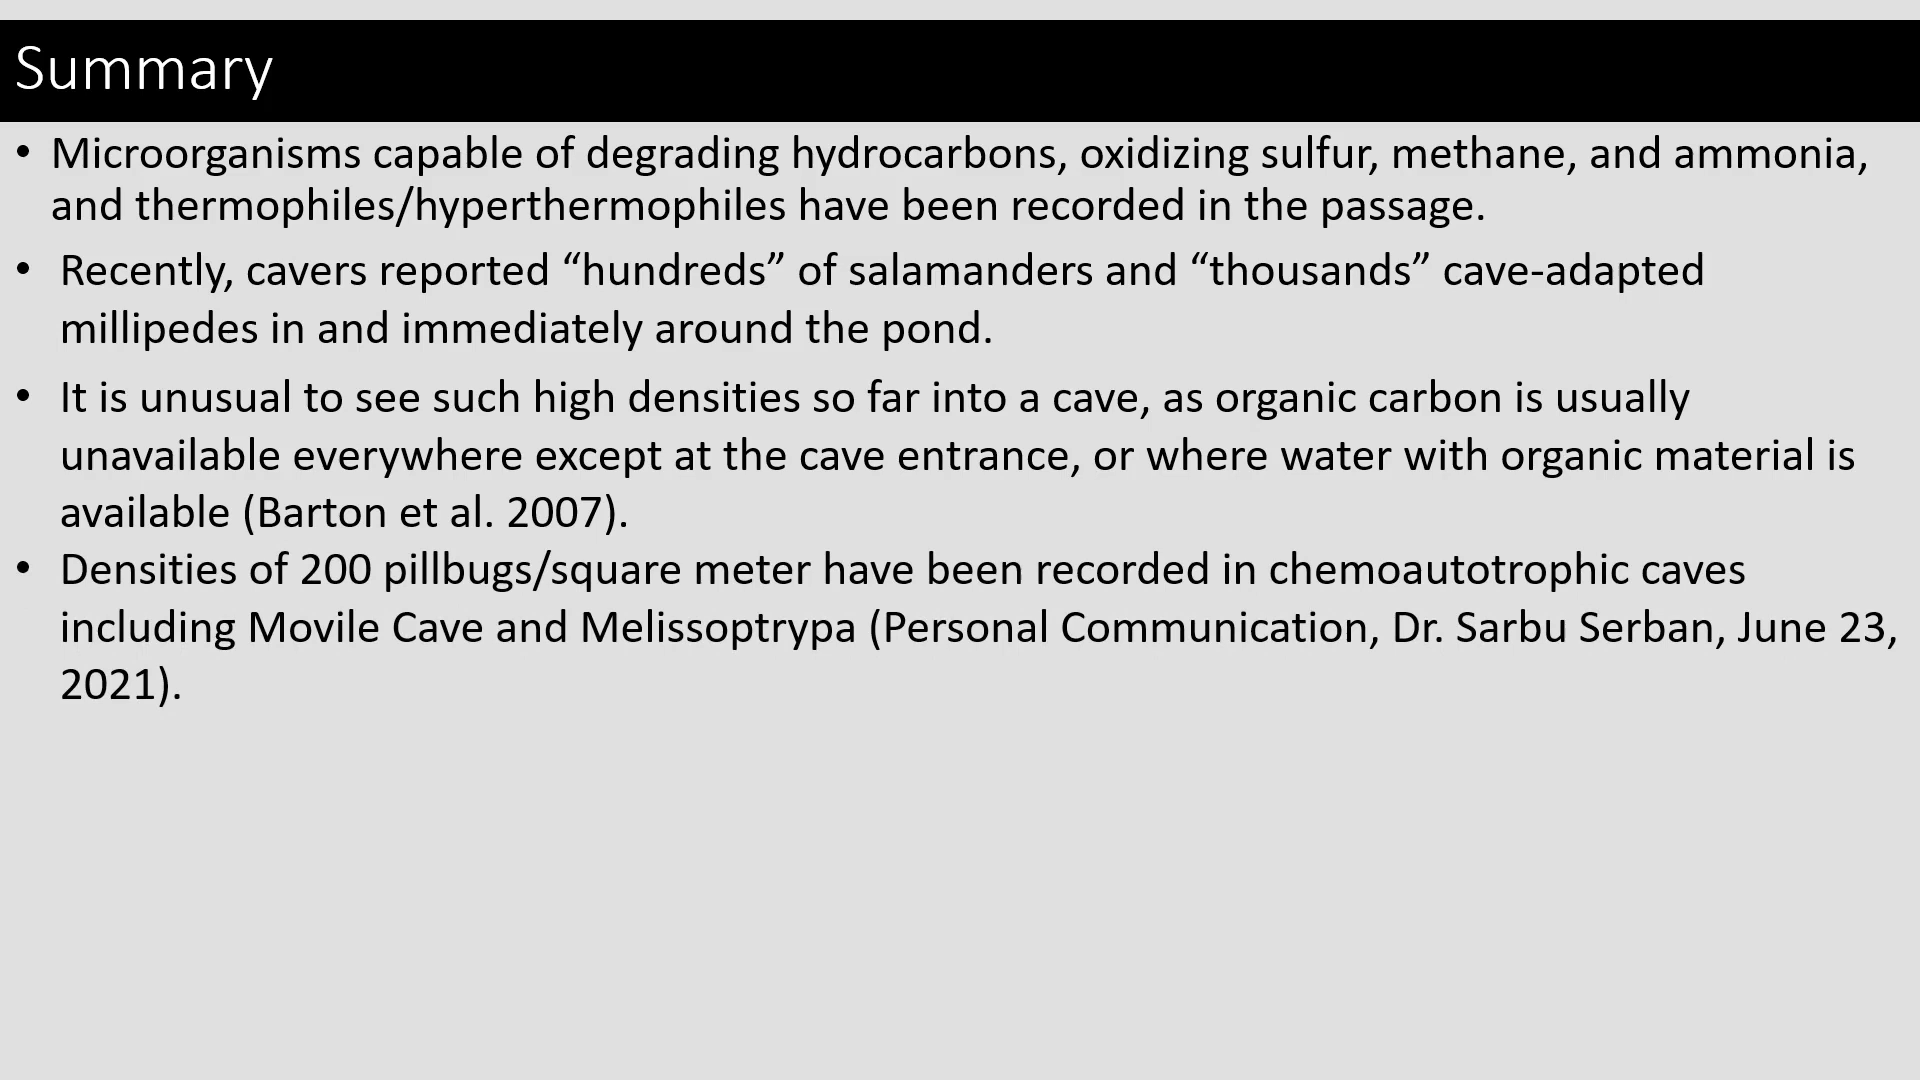 Summary
• Microorganisms capable of degrading hydrocarbons, oxidizing sulfur, methane, and ammonia,
and thermophiles/hyperthermophiles have been recorded in the passage.
• Recently, cavers reported “hundreds” of salamanders and “thousands” cave-adapted
millipedes in and immediately around the pond.
• It is unusual to see such high densities so far into a cave, as organic carbon is usually
unavailable everywhere except at the cave entrance, or where water with organic material is
available (Barton et al. 2007).
• Densities of 200 pillbugs/square meter have been recorded in chemoautotrophic caves
including Movile Cave and Melissoptrypa (Personal Communication, Dr. Sarbu Serban, June 23,
2021).